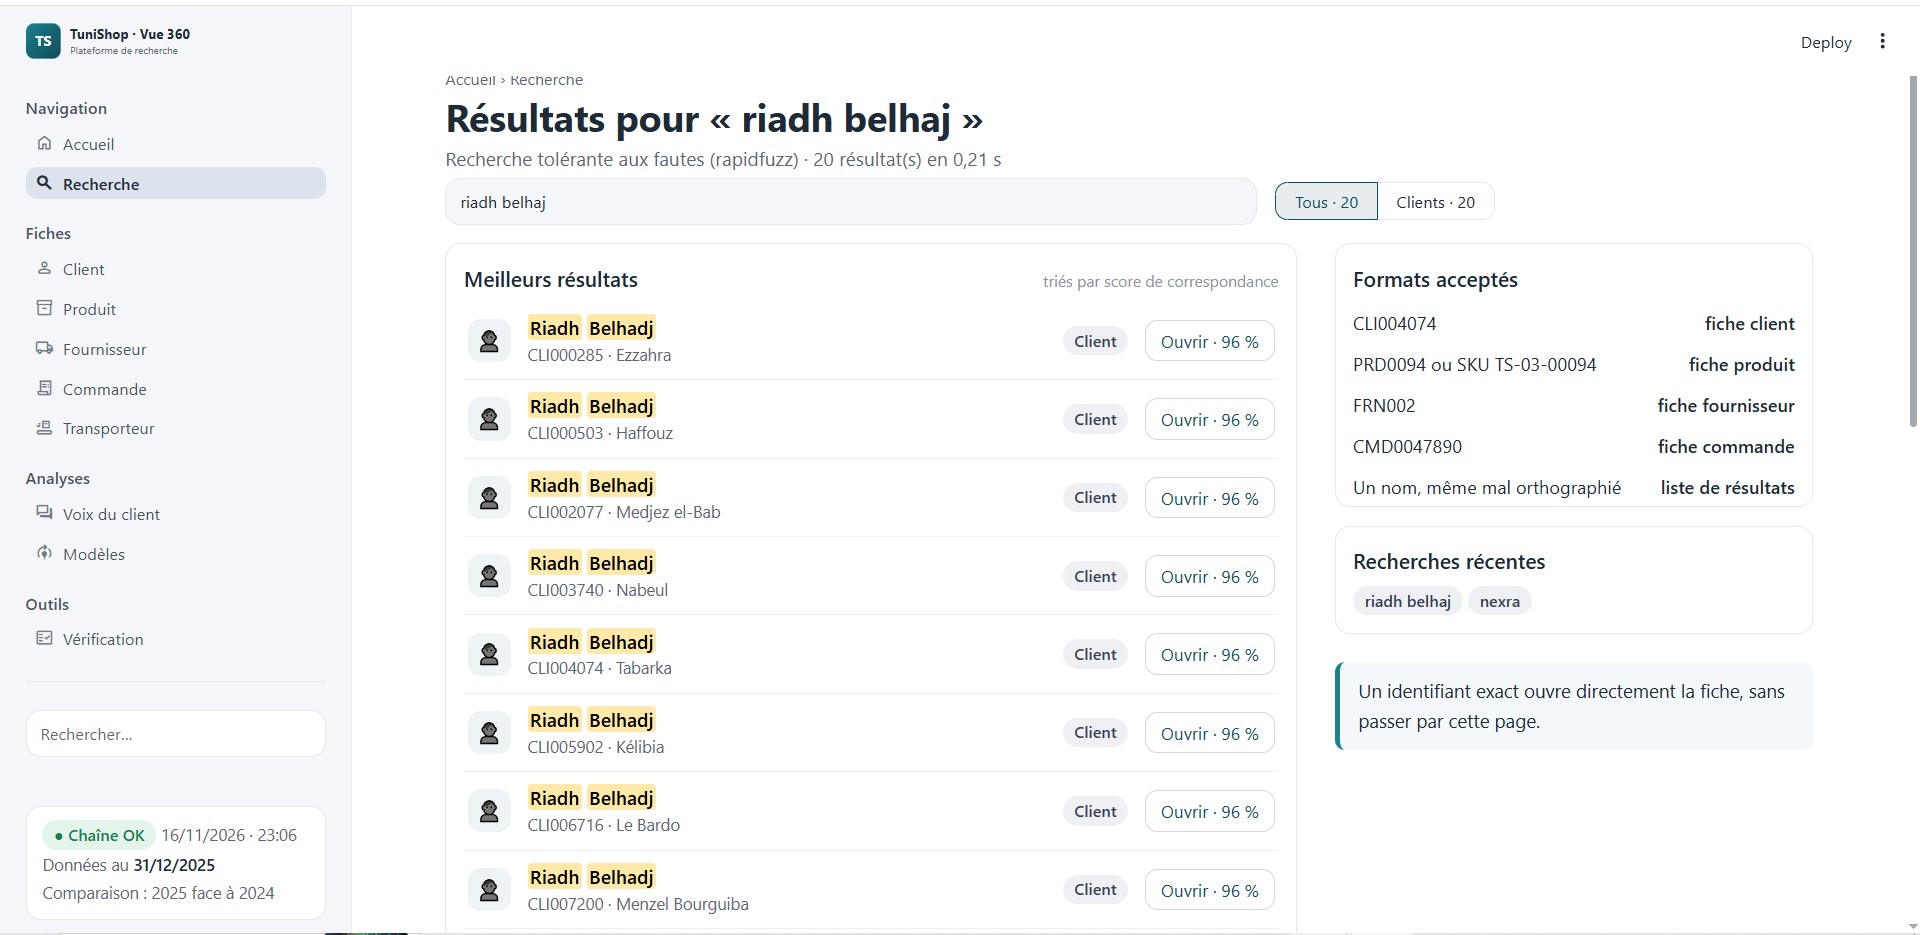 TS
TuniShop · Vue 360
Plateforme de recherche
Navigation
Accueil
Recherche
Fiches
Client
Produit
Fournisseur
Commande
Transporteur
Analyses
Voix du client
Modèles
Outils
Vérification
Rechercher...
● Chaîne OK 16/11/2026 · 23:06
Données au 31/12/2025
Comparaison : 2025 face à 2024
Deploy
Accueil › Recherche
Résultats pour « riadh belhaj »
Recherche tolérante aux fautes (rapidfuzz) · 20 résultat(s) en 0,21 s
riadh belhaj
Tous · 20 Clients · 20
Meilleurs résultats triés par score de correspondance
Riadh Belhadj
CLI000285 · Ezzahra
Client Ouvrir · 96 %
Riadh Belhadj
CLI000503 · Haffouz
Client Ouvrir · 96 %
Riadh Belhadj
CLI002077 · Medjez el-Bab
Client Ouvrir · 96 %
Riadh Belhadj
CLI003740 · Nabeul
Client Ouvrir · 96 %
Riadh Belhadj
CLI004074 · Tabarka
Client Ouvrir · 96 %
Riadh Belhadj
CLI005902 · Kélibia
Client Ouvrir · 96 %
Riadh Belhadj
CLI006716 · Le Bardo
Client Ouvrir · 96 %
Riadh Belhadj
CLI007200 · Menzel Bourguiba
Client Ouvrir · 96 %
Formats acceptés
CLI004074 fiche client
PRD0094 ou SKU TS-03-00094 fiche produit
FRN002 fiche fournisseur
CMD0047890 fiche commande
Un nom, même mal orthographié liste de résultats
Recherches récentes
riadh belhaj nexra
Un identifiant exact ouvre directement la fiche, sans
passer par cette page.